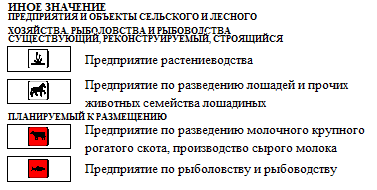 ИНОЕ ЗНАЧЕНИЕ
ПРЕДПРИЯТИЯ И ОБЪЕКТЫ СЕЛЬСКОГО И ЛЕСНОГО
ХОЗЯЙСТВА, РЫБОЛОВСТВА И РЫБОВОДСТВА
СУЩЕСТВУЮЩИЙ, РЕКОНСТРУИРУЕМЫЙ, СТРОЯЩИЙСЯ
Предприятие растениеводства
Предприятие по разведению лошадей и прочих
животных семейства лошадиных
ПЛАНИРУЕМЫЙ К РАЗМЕЩЕНИЮ
Предприятие по разведению молочного крупного
рогатого скота, производство сырого молока
Предприятие по рыболовству и рыбоводству